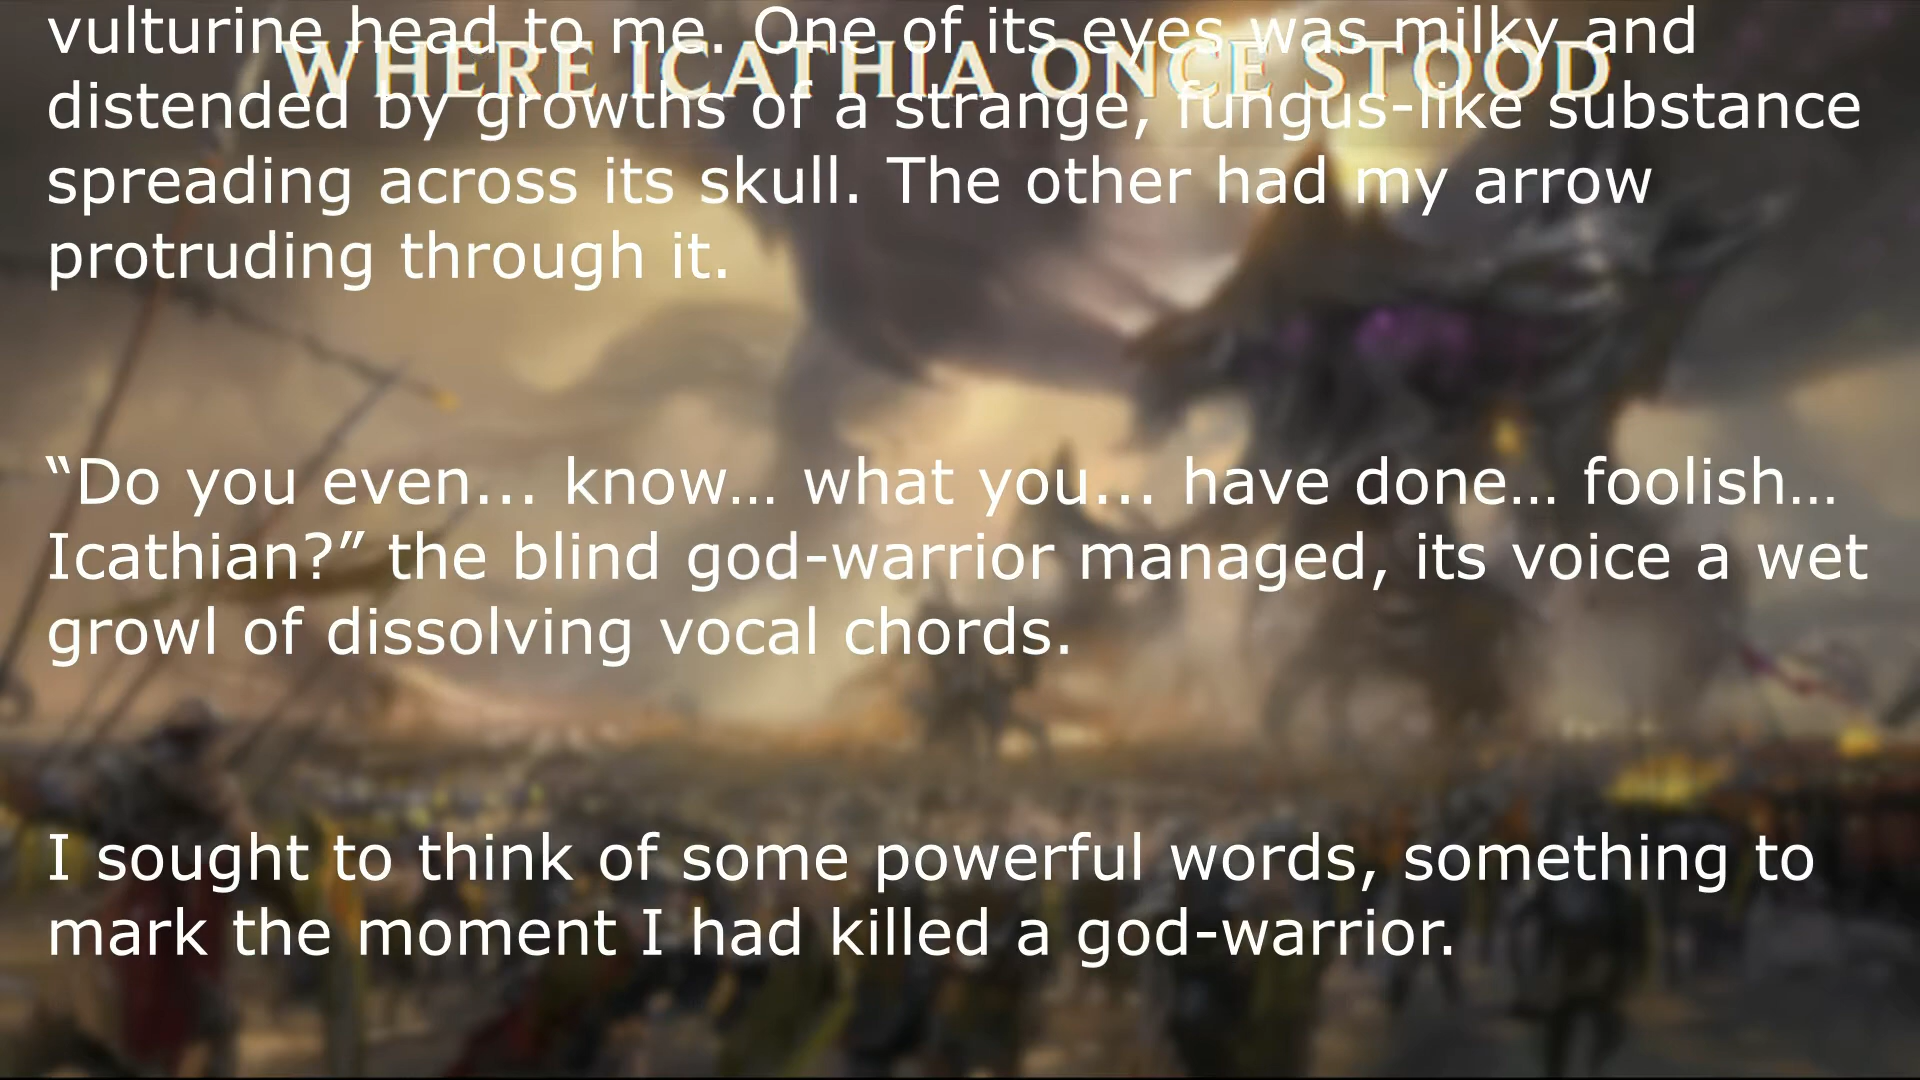 vulturine head to me. One of its eyes was milky and
WHERE ICATHIA ONCE STOOD
distended by growths of a strange, fungus-like substance
spreading across its skull. The other had my arrow
protruding through it.
“Do you even... know… what you... have done… foolish…
Icathian?” the blind god-warrior managed, its voice a wet
growl of dissolving vocal chords.
I sought to think of some powerful words, something to
mark the moment I had killed a god-warrior.